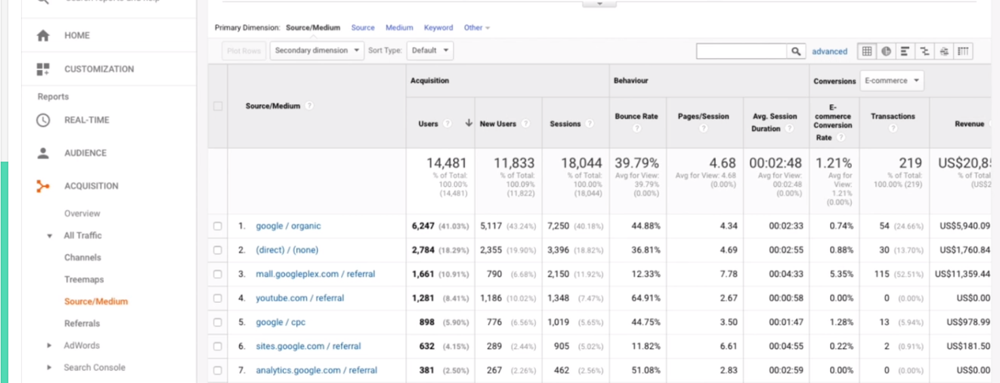 Search reports and help
HOME
CUSTOMIZATION
Reports
REAL-TIME
AUDIENCE
ACQUISITION
Overview
All Traffic
Channels
Treemaps
Source/Medium
Referrals
AdWords
Search Console
Primary Dimension: Source/Medium Source Medium Keyword Other
Plot Rows Secondary dimension Sort Type: Default advanced
Acquisition Behaviour Conversions E-commerce
Source/Medium ? Users ? New Users ? Sessions ? Bounce Rate ? Pages/Session ? Avg. Session Duration ? E-commerce Conversion Rate ? Transactions ? Revenue
14,481 11,833 18,044 39.79% 4.68 00:02:48 1.21% 219 US$20,8
% of Total: 100.00% (14,481) % of Total: 100.09% (11,822) % of Total: 100.00% (18,044) Avg for View: 39.79% (0.00%) Avg for View: 4.68 (0.00%) Avg for View: 00:02:48 (0.00%) Avg for View: 1.21% (0.00%) % of Total: 100.00% (219) % of Total (US$2
1. google / organic 6,247 (41.03%) 5,117 (43.24%) 7,250 (40.18%) 44.88% 4.34 00:02:33 0.74% 54 (24.66%) US$5,940.09
2. (direct) / (none) 2,784 (18.29%) 2,355 (19.90%) 3,396 (18.82%) 36.81% 4.69 00:02:55 0.88% 30 (13.70%) US$1,760.84
3. mall.googleplex.com / referral 1,661 (10.91%) 790 (6.68%) 2,150 (11.92%) 12.33% 7.78 00:04:33 5.35% 115 (52.51%) US$11,359.44
4. youtube.com / referral 1,281 (8.41%) 1,186 (10.02%) 1,348 (7.47%) 64.91% 2.67 00:00:58 0.00% 0 (0.00%) US$0.00
5. google / cpc 898 (5.90%) 776 (6.56%) 1,019 (5.65%) 44.75% 3.50 00:01:47 1.28% 13 (5.94%) US$978.99
6. sites.google.com / referral 632 (4.15%) 289 (2.44%) 905 (5.02%) 11.82% 6.61 00:04:55 0.22% 2 (0.91%) US$181.50
7. analytics.google.com / referral 381 (2.50%) 267 (2.26%) 462 (2.56%) 51.08% 2.83 00:02:59 0.00% 0 (0.00%) US$0.00